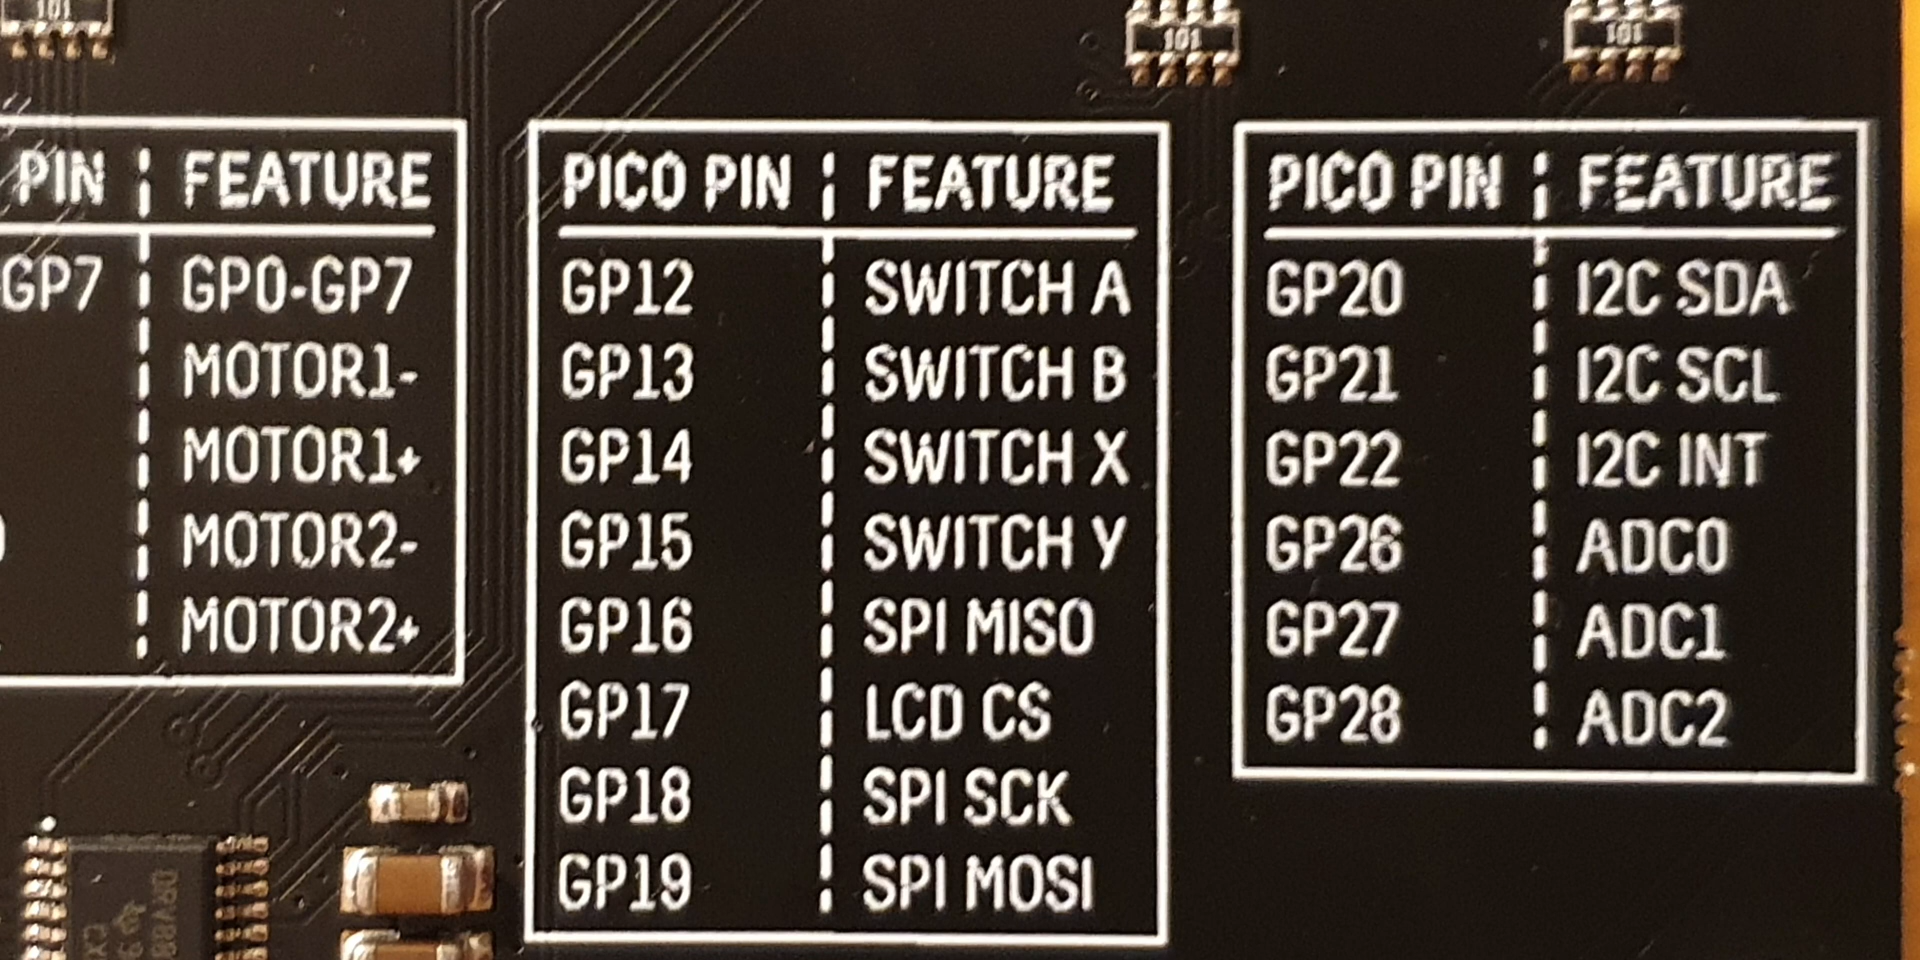 101
101
101
PIN FEATURE
GP7 GP0-GP7
MOTOR1-
MOTOR1+
MOTOR2-
MOTOR2+
PICO PIN FEATURE
GP12 SWITCH A
GP13 SWITCH B
GP14 SWITCH X
GP15 SWITCH Y
GP16 SPI MISO
GP17 LCD CS
GP18 SPI SCK
GP19 SPI MOSI
PICO PIN FEATURE
GP20 I2C SDA
GP21 I2C SCL
GP22 I2C INT
GP26 ADC0
GP27 ADC1
GP28 ADC2